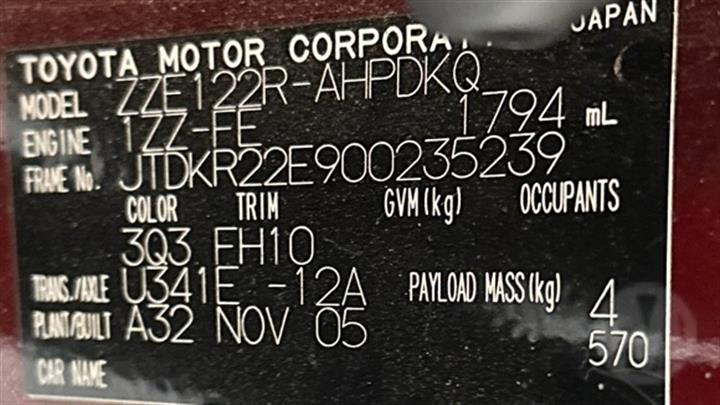 TOYOTA MOTOR CORPORAT JAPAN
MODEL ZZE122R-AHPDKQ
ENGINE 1ZZ-FE 1794 mL
FRAME No. JTDKR22E900235239
COLOR TRIM GVM(kg) OCCUPANTS
3Q3 FH10
TRANS./AXLE U341E -12A PAYLOAD MASS(kg) 4
PLANT/BUILT A32 NOV 05 570
CAR NAME